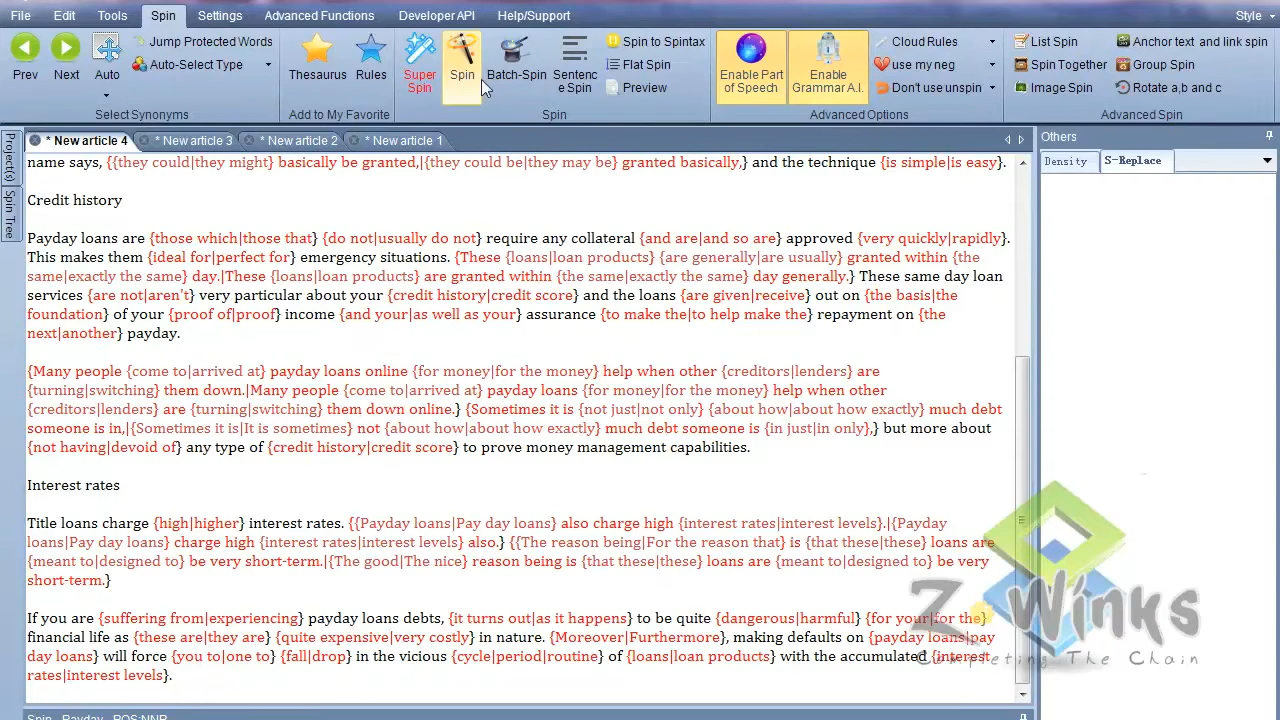 File Edit Tools Spin Settings Advanced Functions Developer API Help/Support Style
Jump Protected Words Spin to Spintax Cloud Rules List Spin Anchor text and link spin
Prev Next Auto Auto-Select Type Thesaurus Rules Super Spin Spin Batch-Spin Sentenc e Spin Flat Spin Enable Part of Speech Enable Grammar A.I. use my neg Spin Together Group Spin
Preview Don't use unspin Image Spin Rotate a,b and c
Select Synonyms Add to My Favorite Spin Advanced Options Advanced Spin
Project(s)
Spin Tree
* New article 4 * New article 3 * New article 2 * New article 1
Others
Density S-Replace
name says, {{they could|they might} basically be granted,|{they could be|they may be} granted basically,} and the technique {is simple|is easy}.
Credit history
Payday loans are {those which|those that} {do not|usually do not} require any collateral {and are|and so are} approved {very quickly|rapidly}.
This makes them {ideal for|perfect for} emergency situations. {These {loans|loan products} {are generally|are usually} granted within {the
same|exactly the same} day.|These {loans|loan products} are granted within {the same|exactly the same} day generally.} These same day loan
services {are not|aren't} very particular about your {credit history|credit score} and the loans {are given|receive} out on {the basis|the
foundation} of your {proof of|proof} income {and your|as well as your} assurance {to make the|to help make the} repayment on {the
next|another} payday.
{Many people {come to|arrived at} payday loans online {for money|for the money} help when other {creditors|lenders} are
{turning|switching} them down.|Many people {come to|arrived at} payday loans {for money|for the money} help when other
{creditors|lenders} are {turning|switching} them down online.} {Sometimes it is {not just|not only} {about how|about how exactly} much debt
someone is in,|{Sometimes it is|It is sometimes} not {about how|about how exactly} much debt someone is {in just|in only},} but more about
{not having|devoid of} any type of {credit history|credit score} to prove money management capabilities.
Interest rates
Title loans charge {high|higher} interest rates. {{Payday loans|Pay day loans} also charge high {interest rates|interest levels}.|{Payday
loans|Pay day loans} charge high {interest rates|interest levels} also.} {{The reason being|For the reason that} is {that these|these} loans are
{meant to|designed to} be very short-term.|{The good|The nice} reason being is {that these|these} loans are {meant to|designed to} be very
short-term.}
If you are {suffering from|experiencing} payday loans debts, {it turns out|as it happens} to be quite {dangerous|harmful} {for your|for the}
financial life as {these are|they are} {quite expensive|very costly} in nature. {Moreover|Furthermore}, making defaults on {payday loans|pay
day loans} will force {you to|one to} {fall|drop} in the vicious {cycle|period|routine} of {loans|loan products} with the accumulated {interest
rates|interest levels}.
Z Winks
Completing The Chain
Spin - Payday POS:NNP